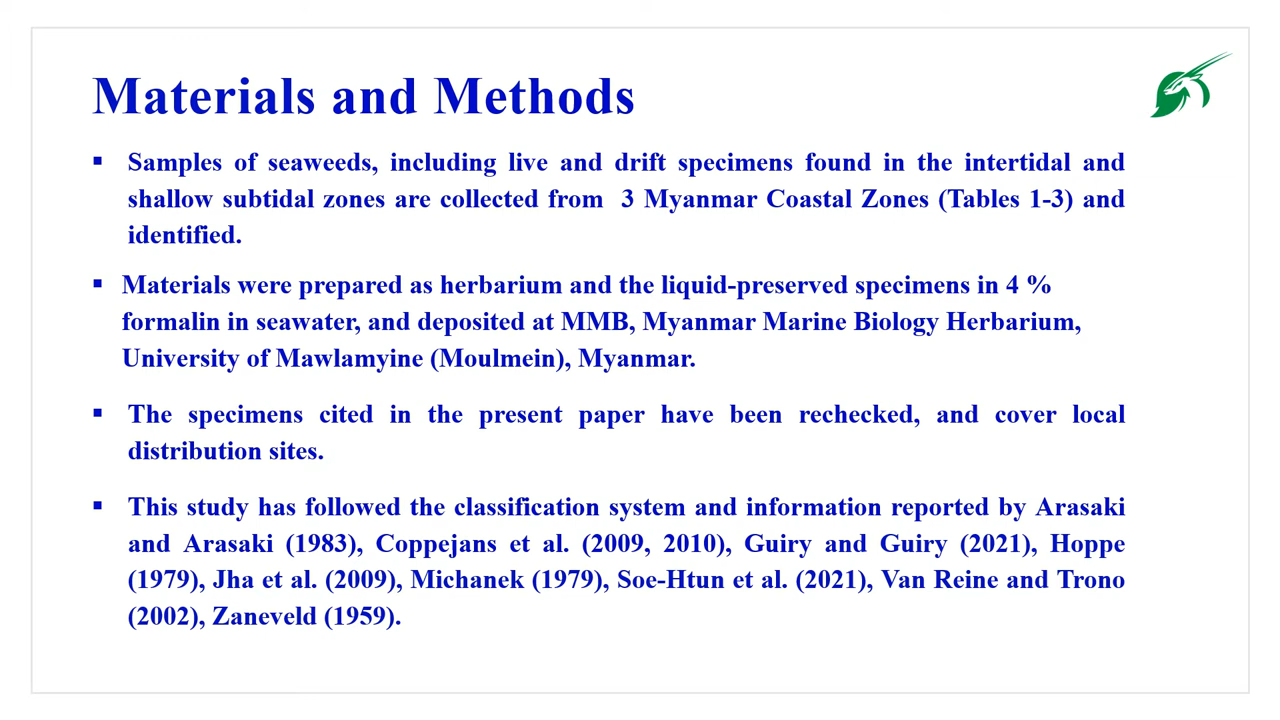 Materials and Methods
▪ Samples of seaweeds, including live and drift specimens found in the intertidal and
shallow subtidal zones are collected from 3 Myanmar Coastal Zones (Tables 1-3) and
identified.
▪ Materials were prepared as herbarium and the liquid-preserved specimens in 4 %
formalin in seawater, and deposited at MMB, Myanmar Marine Biology Herbarium,
University of Mawlamyine (Moulmein), Myanmar.
▪ The specimens cited in the present paper have been rechecked, and cover local
distribution sites.
▪ This study has followed the classification system and information reported by Arasaki
and Arasaki (1983), Coppejans et al. (2009, 2010), Guiry and Guiry (2021), Hoppe
(1979), Jha et al. (2009), Michanek (1979), Soe-Htun et al. (2021), Van Reine and Trono
(2002), Zaneveld (1959).